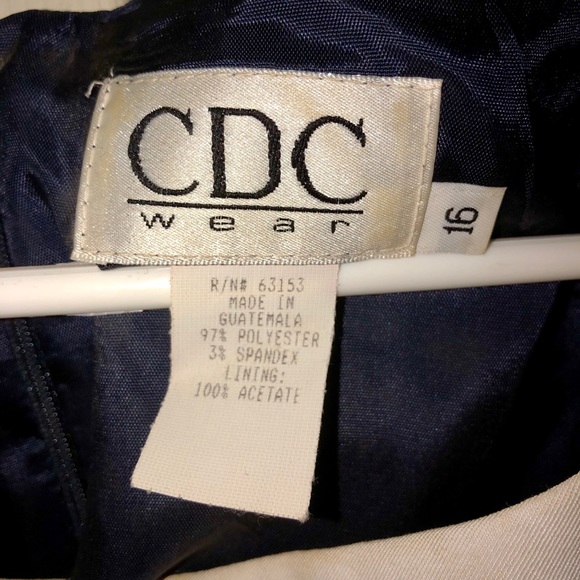 CDC
wear
16
R/N# 63153
MADE IN
GUATEMALA
97% POLYESTER
3% SPANDEX
LINING:
100% ACETATE